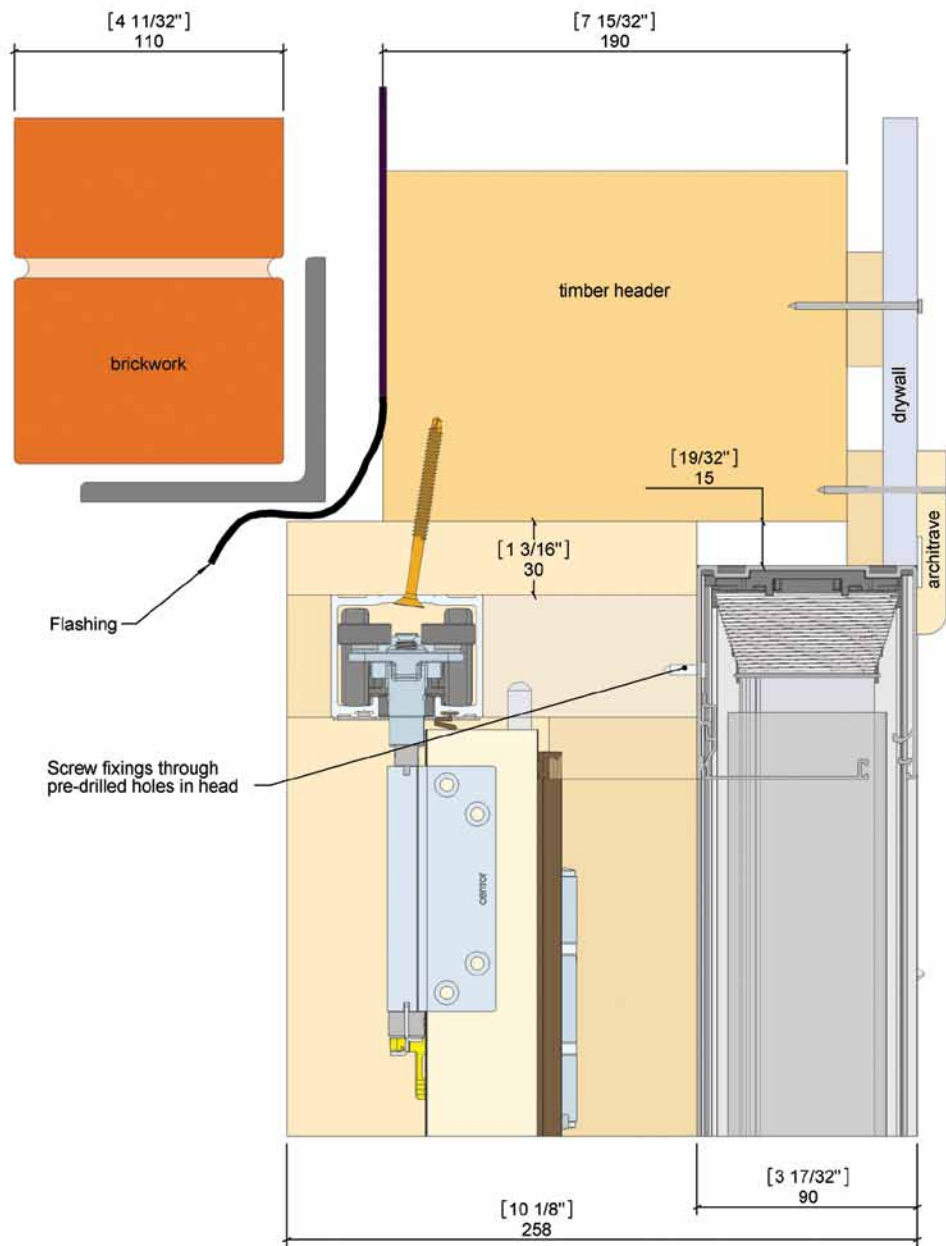 [4 11/32"]
110
[7 15/32"]
190
timber header
brickwork
drywall
[19/32"]
15
architrave
[1 3/16"]
30
Flashing
Screw fixings through
pre-drilled holes in head
centor
[3 17/32"]
90
[10 1/8"]
258